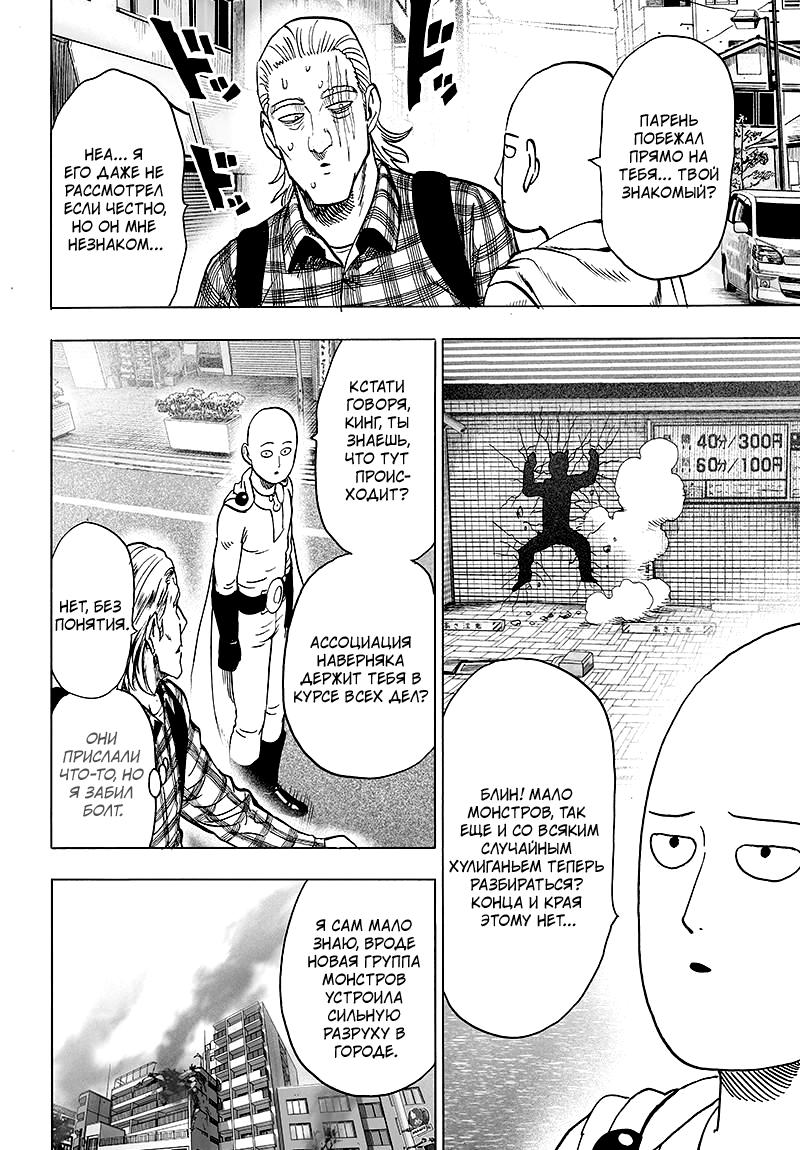 ПАРЕНЬ
ПОБЕЖАЛ
ПРЯМО НА
ТЕБЯ... ТВОЙ
ЗНАКОМЫЙ?
НЕА... Я
ЕГО ДАЖЕ НЕ
РАССМОТРЕЛ
ЕСЛИ ЧЕСТНО,
НО ОН МНЕ
НЕЗНАКОМ...
ドドド
40分/300円
60分/100円
БЛИН! МАЛО
МОНСТРОВ, ТАК
ЕЩЕ И СО ВСЯКИМ
СЛУЧАЙНЫМ
ХУЛИГАНЬЕМ ТЕПЕРЬ
РАЗБИРАТЬСЯ?
КОНЦА И КРАЯ
ЭТОМУ НЕТ...
КСТАТИ
ГОВОРЯ,
КИНГ, ТЫ
ЗНАЕШЬ,
ЧТО ТУТ
ПРОИС-
ХОДИТ?
АССОЦИАЦИЯ
НАВЕРНЯКА
ДЕРЖИТ ТЕБЯ В
КУРСЕ ВСЕХ ДЕЛ?
НЕТ, БЕЗ
ПОНЯТИЯ.
ОНИ
ПРИСЛАЛИ
ЧТО-ТО, НО
Я ЗАБИЛ
БОЛТ.
Я САМ МАЛО
ЗНАЮ, ВРОДЕ
НОВАЯ ГРУППА
МОНСТРОВ
УСТРОИЛА
СИЛЬНУЮ
РАЗРУХУ В
ГОРОДЕ.